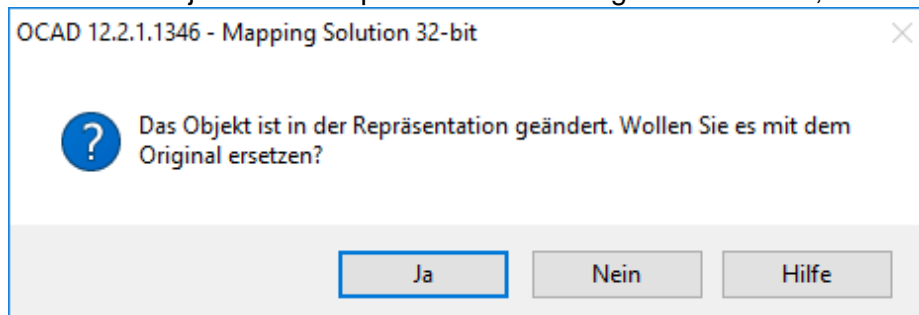 OCAD 12.2.1.1346 - Mapping Solution 32-bit
Das Objekt ist in der Repräsentation geändert. Wollen Sie es mit dem
Original ersetzen?
Ja Nein Hilfe